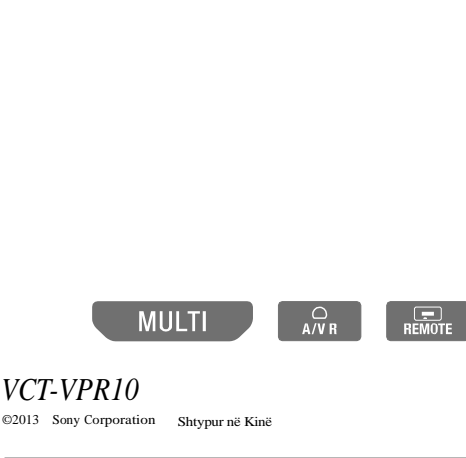 MULTI A/V R REMOTE
VCT-VPR10
©2013 Sony Corporation Shtypur në Kinë